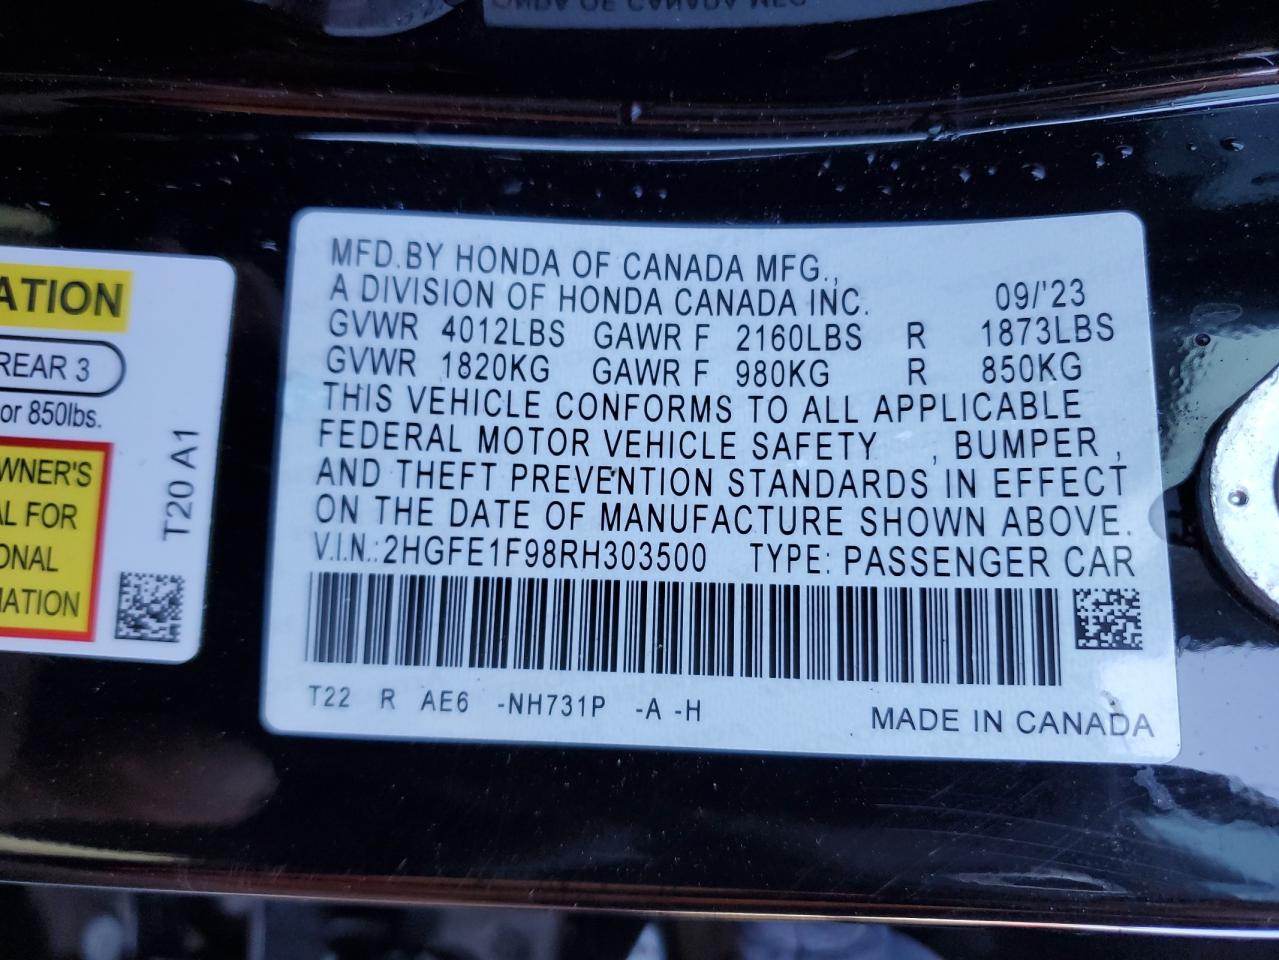 ATION
REAR 3
or 850lbs.
WNER'S
AL FOR
ONAL
MATION
T20 A1
MFD.BY HONDA OF CANADA MFG.,
A DIVISION OF HONDA CANADA INC. 09/'23
GVWR 4012LBS GAWR F 2160LBS R 1873LBS
GVWR 1820KG GAWR F 980KG R 850KG
THIS VEHICLE CONFORMS TO ALL APPLICABLE
FEDERAL MOTOR VEHICLE SAFETY , BUMPER ,
AND THEFT PREVENTION STANDARDS IN EFFECT
ON THE DATE OF MANUFACTURE SHOWN ABOVE.
V.I.N.:2HGFE1F98RH303500 TYPE: PASSENGER CAR
T22 R AE6 -NH731P -A -H
MADE IN CANADA